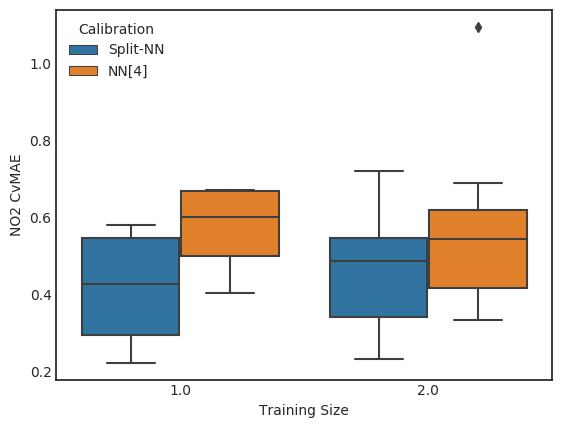 Calibration
Split-NN
NN[4]
1.0
0.8
0.6
0.4
0.2
NO2 CvMAE
1.0
2.0
Training Size